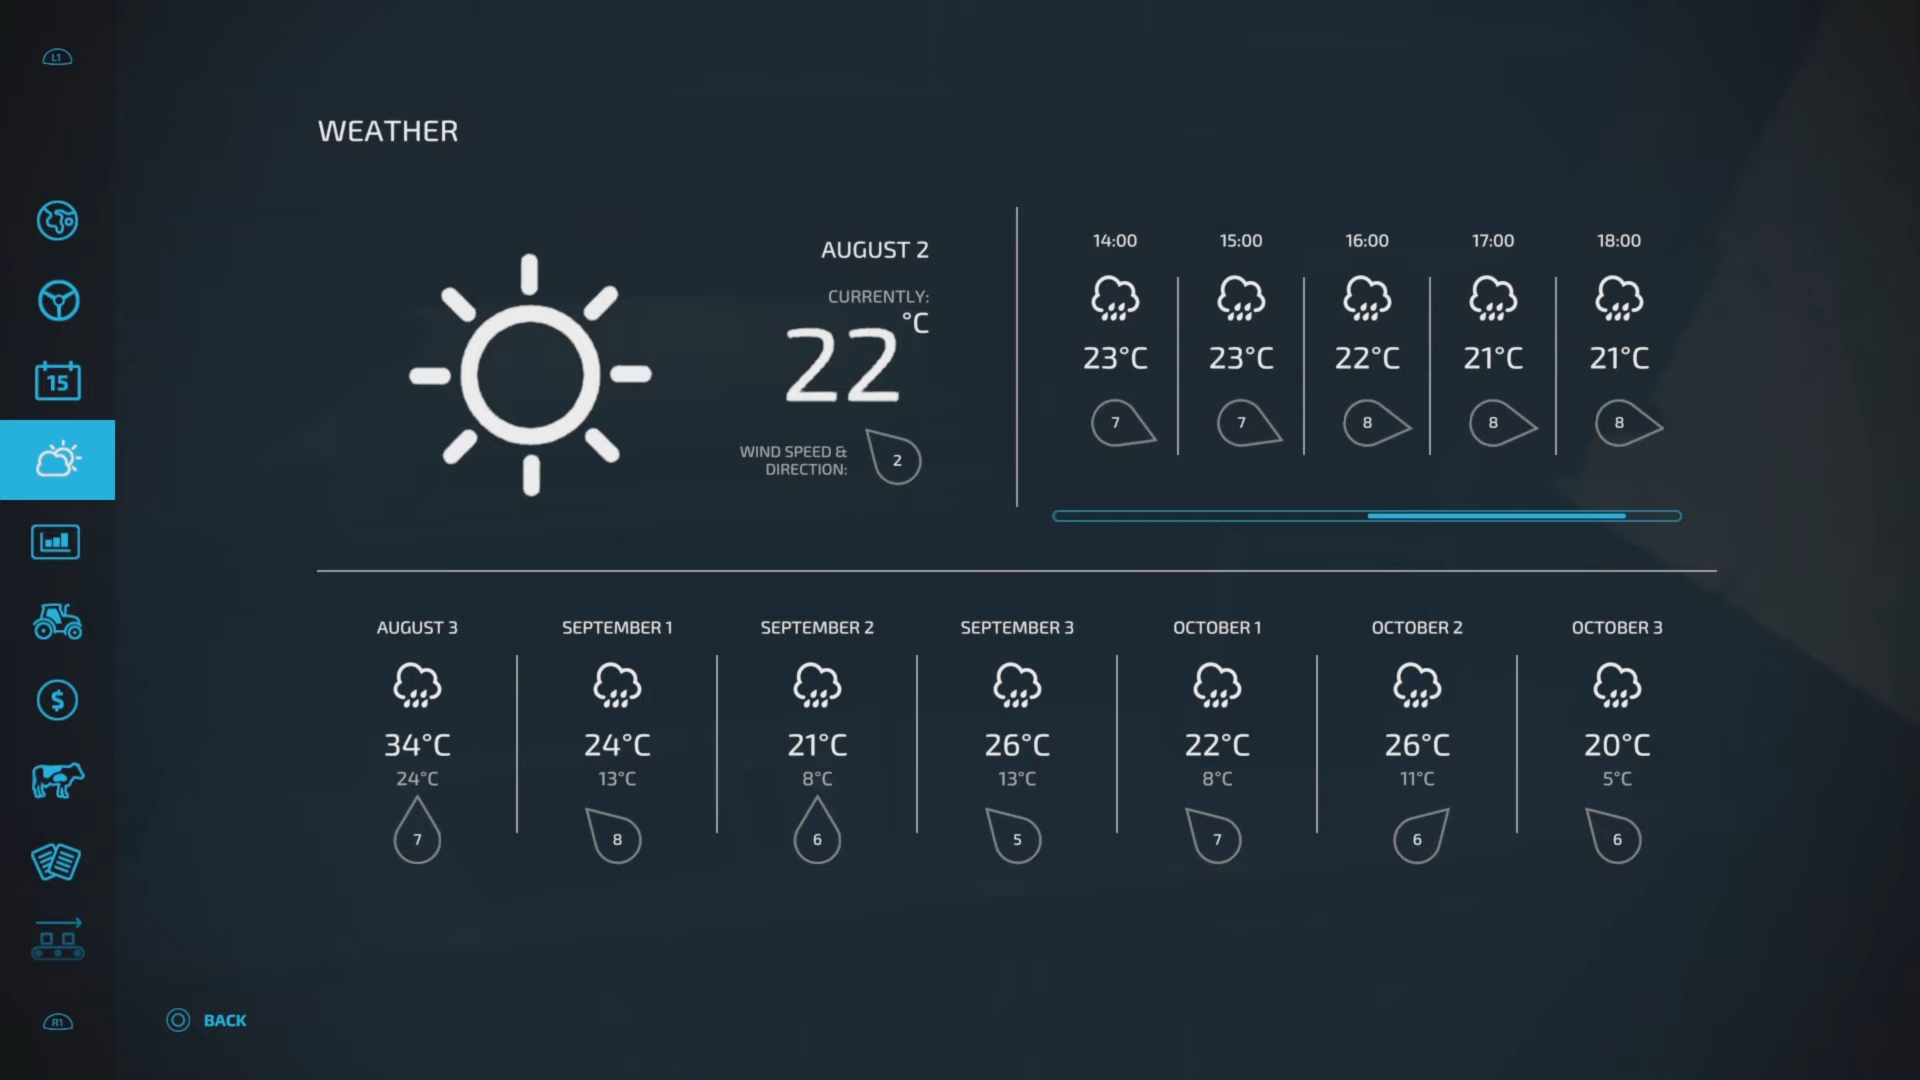 L1
WEATHER
15
AUGUST 2
CURRENTLY:
22°C
WIND SPEED &
DIRECTION:
2
14:00 15:00 16:00 17:00 18:00
23°C 23°C 22°C 21°C 21°C
7 7 8 8 8
$
AUGUST 3 SEPTEMBER 1 SEPTEMBER 2 SEPTEMBER 3 OCTOBER 1 OCTOBER 2 OCTOBER 3
34°C 24°C 21°C 26°C 22°C 26°C 20°C
24°C 13°C 8°C 13°C 8°C 11°C 5°C
7 8 6 5 7 6 6
R1
BACK